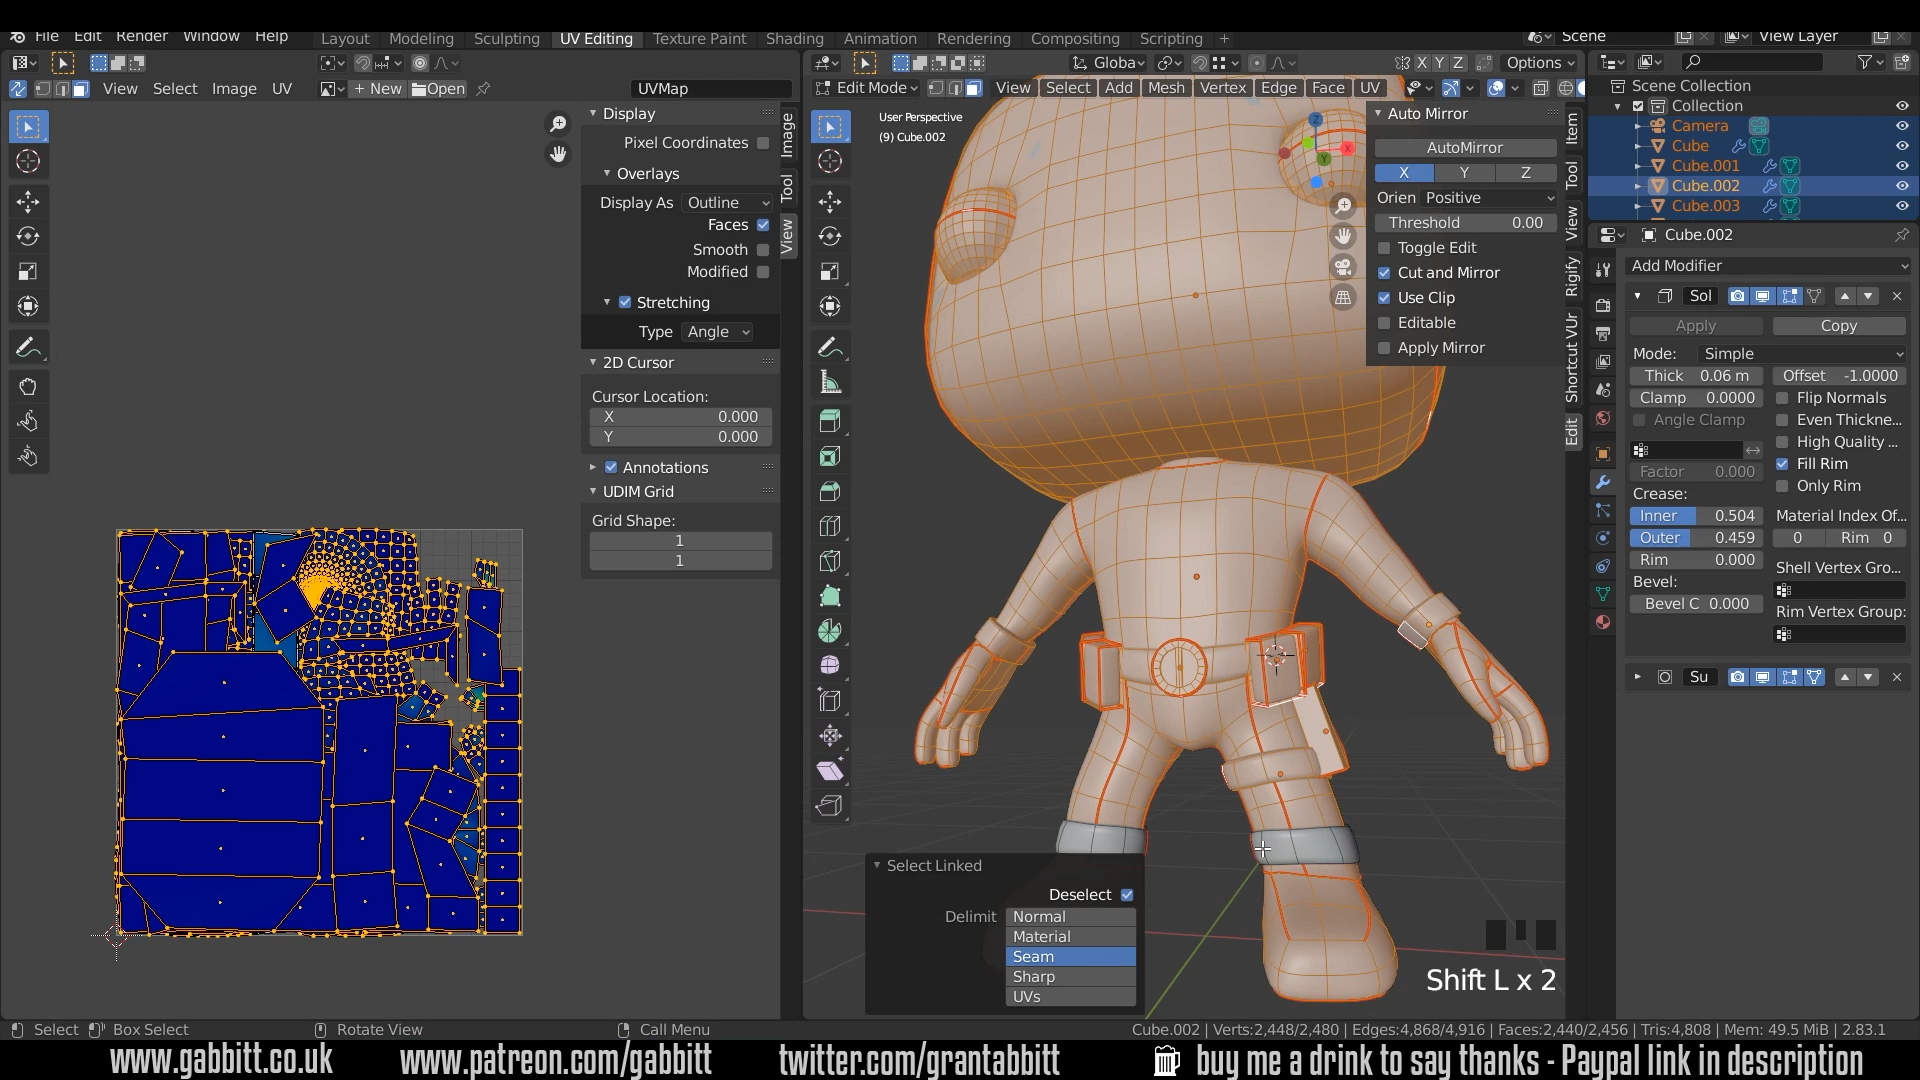 File Edit Render Window Help
Layout Modeling Sculpting UV Editing Texture Paint Shading Animation Rendering Compositing Scripting +
Scene
View Layer
Globa
X Y Z
Options
View Select Image UV
+ New Open
UVMap
Edit Mode
View Select Add Mesh Vertex Edge Face UV
Display
Pixel Coordinates
Overlays
Display As Outline
Faces
Smooth
Modified
Stretching
Type Angle
2D Cursor
Cursor Location:
X 0.000
Y 0.000
Annotations
UDIM Grid
Grid Shape:
1
1
Image
Tool
View
User Perspective
(9) Cube.002
Auto Mirror
AutoMirror
X Y Z
Orien Positive
Threshold 0.00
Toggle Edit
Cut and Mirror
Use Clip
Editable
Apply Mirror
Item
Tool
View
Rigify
Shortcut VUr
Edit
Select Linked
Deselect
Delimit
Normal
Material
Seam
Sharp
UVs
Shift L x 2
Scene Collection
Collection
Camera
Cube
Cube.001
Cube.002
Cube.003
Cube.002
Add Modifier
Sol
Apply Copy
Mode: Simple
Thick 0.06 m Offset -1.0000
Clamp 0.0000 Flip Normals
Angle Clamp Even Thickne...
High Quality ...
Factor 0.000 Fill Rim
Only Rim
Crease:
Inner 0.504 Material Index Of...
Outer 0.459 0 Rim 0
Rim 0.000 Shell Vertex Gro...
Bevel:
Bevel C 0.000 Rim Vertex Group:
Su
Select Box Select Rotate View Call Menu
Cube.002 | Verts:2,448/2,480 | Edges:4,868/4,916 | Faces:2,440/2,456 | Tris:4,808 | Mem: 49.5 MiB | 2.83.1
www.gabbitt.co.uk www.patreon.com/gabbitt twitter.com/grantabbitt buy me a drink to say thanks - Paypal link in description